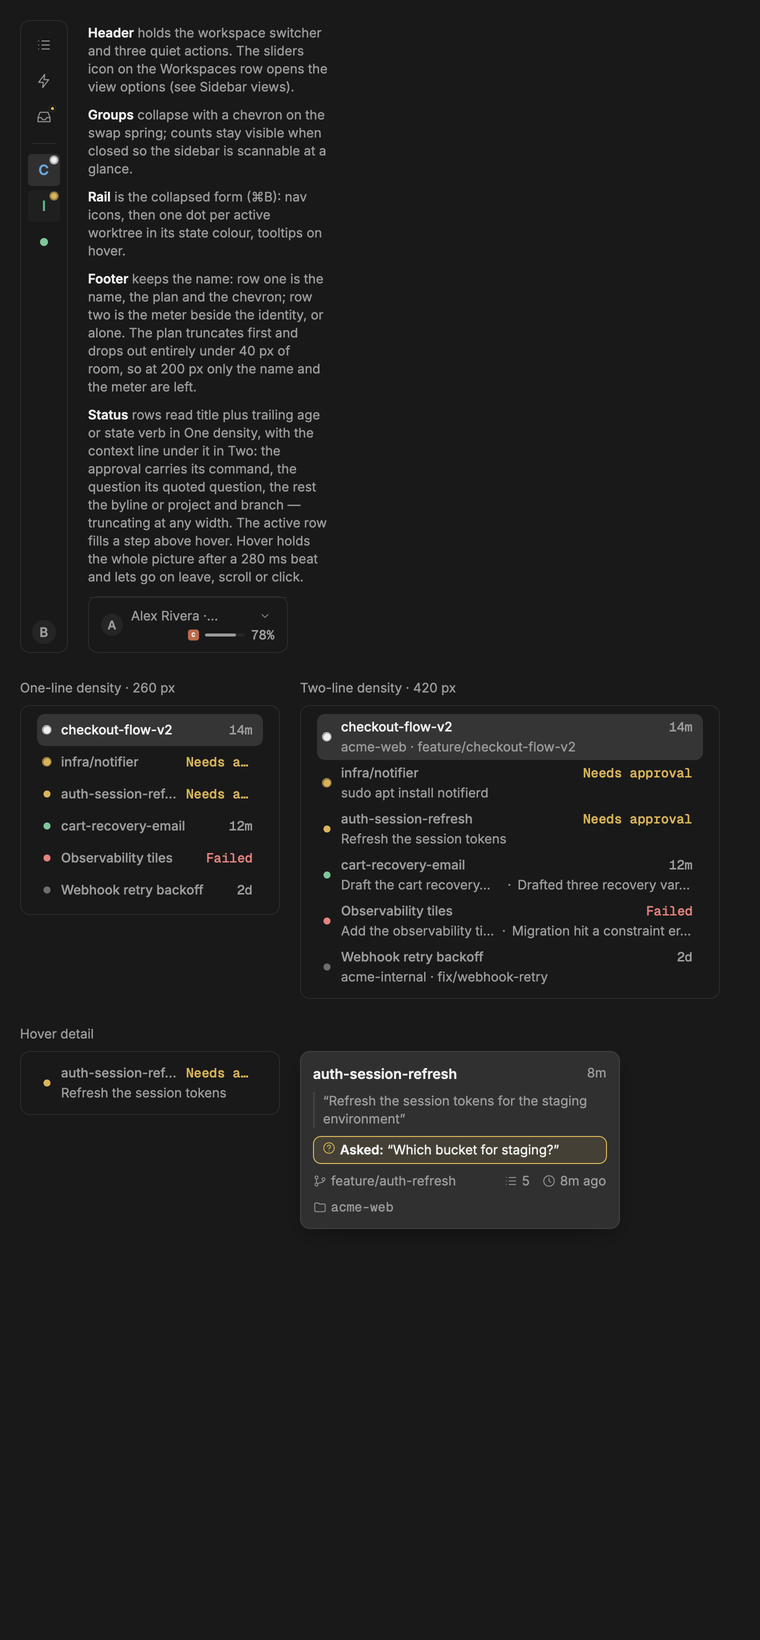 Header holds the workspace switcher
and three quiet actions. The sliders
icon on the Workspaces row opens the
view options (see Sidebar views).
Groups collapse with a chevron on the
swap spring; counts stay visible when
closed so the sidebar is scannable at a
glance.
C
I
Rail is the collapsed form (⌘B): nav
icons, then one dot per active
worktree in its state colour, tooltips on
hover.
Footer keeps the name: row one is the
name, the plan and the chevron; row
two is the meter beside the identity, or
alone. The plan truncates first and
drops out entirely under 40 px of
room, so at 200 px only the name and
the meter are left.
Status rows read title plus trailing age
or state verb in One density, with the
context line under it in Two: the
approval carries its command, the
question its quoted question, the rest
the byline or project and branch —
truncating at any width. The active row
fills a step above hover. Hover holds
the whole picture after a 280 ms beat
and lets go on leave, scroll or click.
B
A
Alex Rivera ·...
c 78%
One-line density · 260 px
checkout-flow-v2 14m
infra/notifier Needs a…
auth-session-ref... Needs a…
cart-recovery-email 12m
Observability tiles Failed
Webhook retry backoff 2d
Two-line density · 420 px
checkout-flow-v2 14m
acme-web · feature/checkout-flow-v2
infra/notifier Needs approval
sudo apt install notifierd
auth-session-refresh Needs approval
Refresh the session tokens
cart-recovery-email 12m
Draft the cart recovery... · Drafted three recovery var...
Observability tiles Failed
Add the observability ti... · Migration hit a constraint er...
Webhook retry backoff 2d
acme-internal · fix/webhook-retry
Hover detail
auth-session-ref... Needs a…
Refresh the session tokens
auth-session-refresh 8m
“Refresh the session tokens for the staging
environment”
Asked: “Which bucket for staging?”
feature/auth-refresh 5 8m ago
acme-web